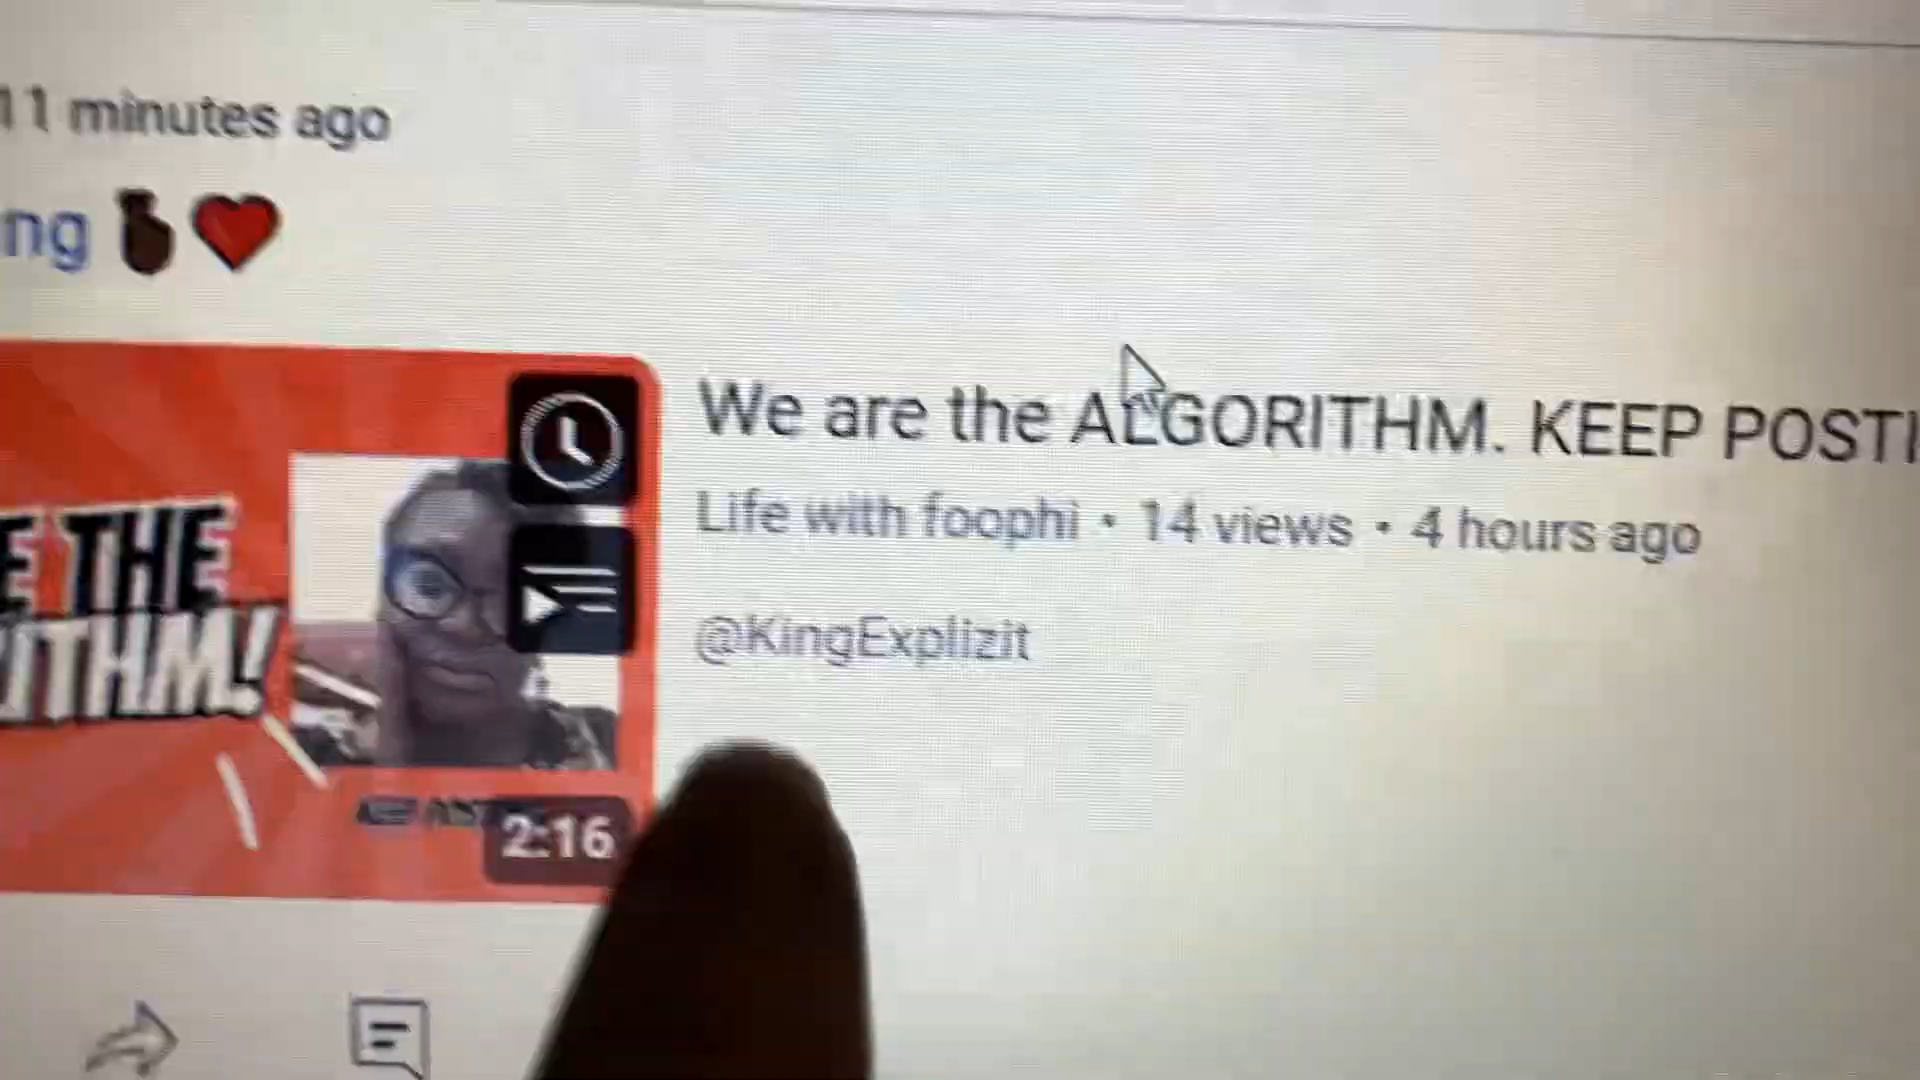 11 minutes ago
ng
E THE
ITHM!
2:16
We are the ALGORITHM. KEEP POSTI
Life with foophi • 14 views • 4 hours ago
@KingExplizit